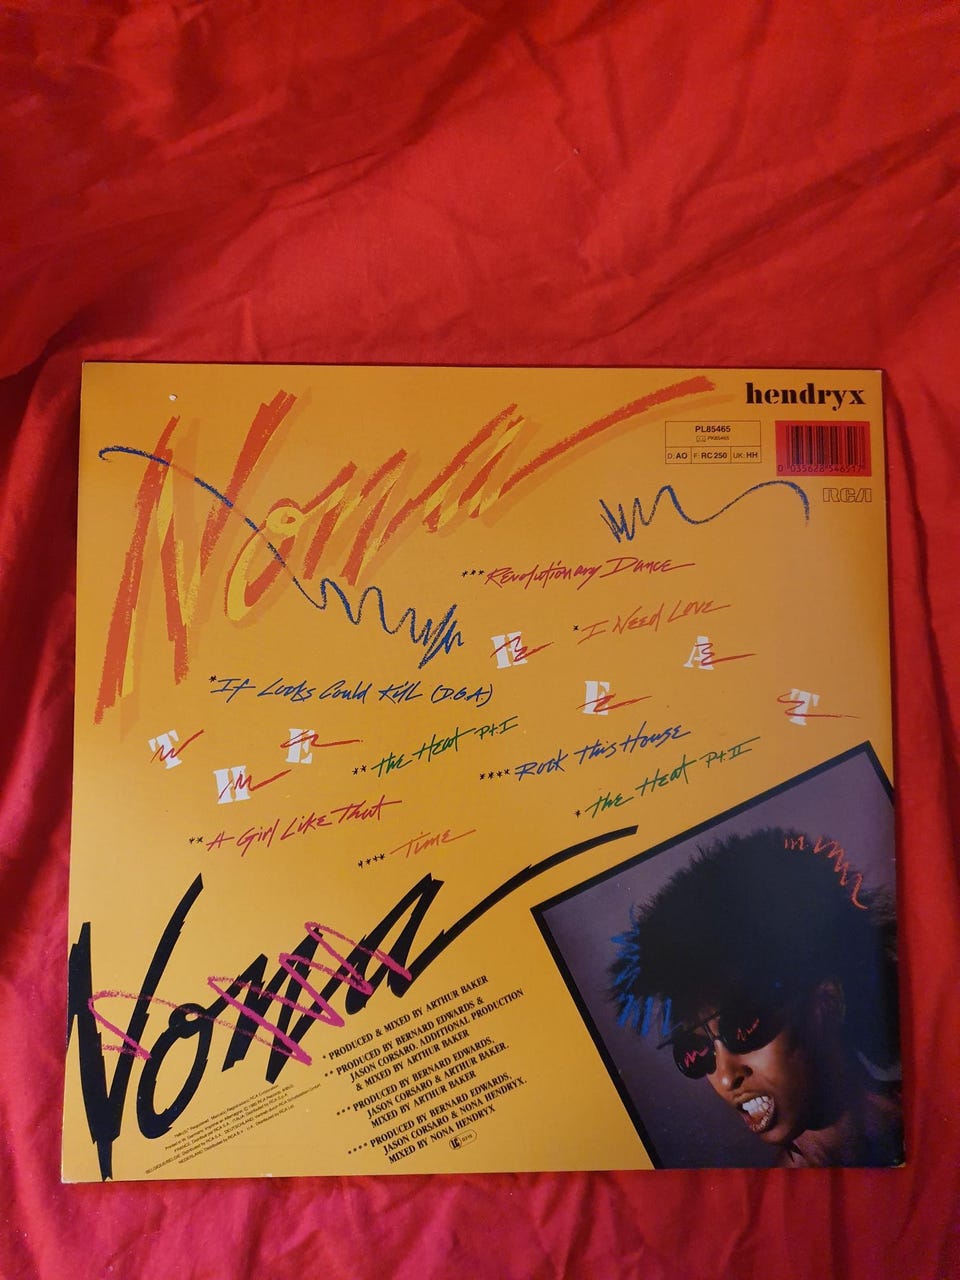 hendryx
Nona
PL85465
PK85465
D: AO F: RC 250 UK: HH
0 035628 546517
RCA
***Revolutionary Dance
*I Need Love
H E A T
*If Looks Could Kill (D.O.A)
T H E
**The Heat Pt. I
****Rock This House
*The Heat Pt. II
**A Girl Like That
****Time
Nona
* PRODUCED & MIXED BY ARTHUR BAKER
** PRODUCED BY BERNARD EDWARDS &
JASON CORSARO. ADDITIONAL PRODUCTION
& MIXED BY ARTHUR BAKER
*** PRODUCED BY BERNARD EDWARDS,
JASON CORSARO & ARTHUR BAKER.
MIXED BY ARTHUR BAKER
**** PRODUCED BY BERNARD EDWARDS,
JASON CORSARO & NONA HENDRYX.
MIXED BY NONA HENDRYX